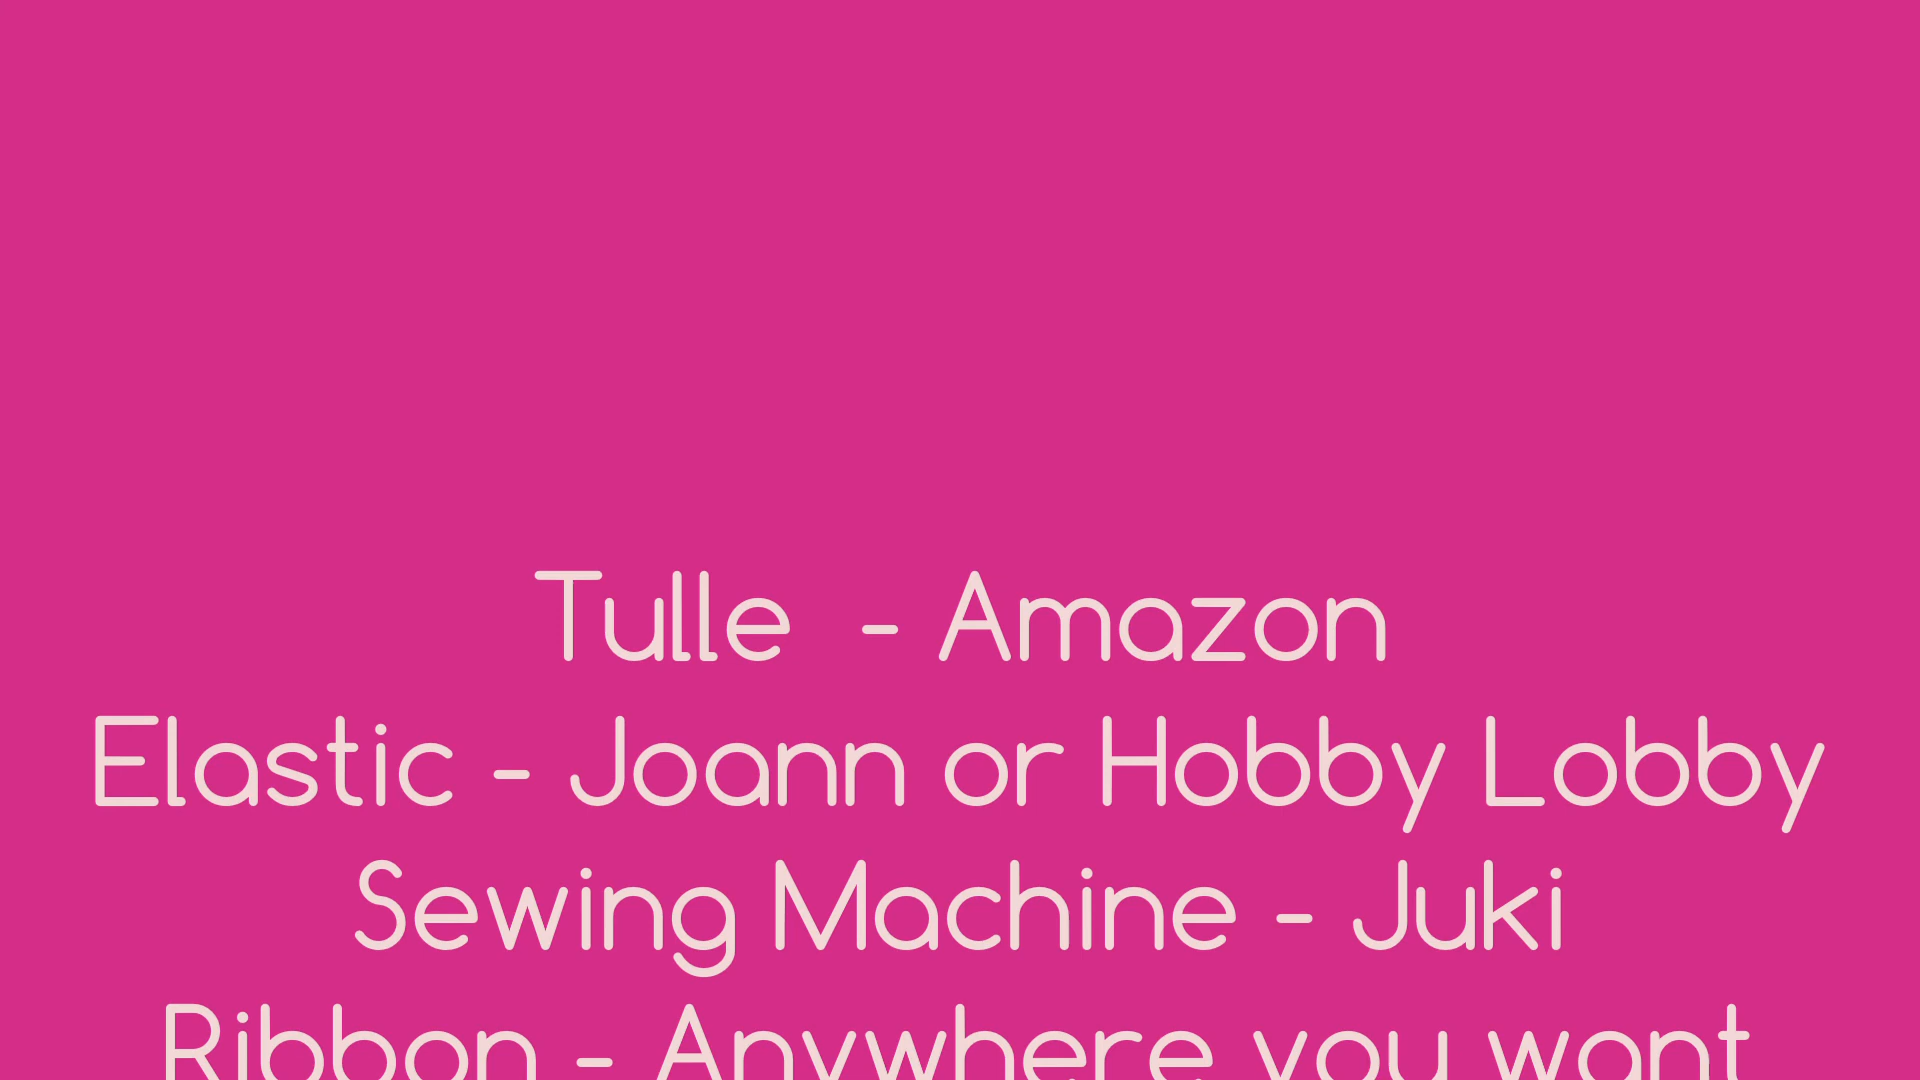 Tulle  - Amazon
Elastic - Joann or Hobby Lobby
Sewing Machine - Juki
Ribbon - Anywhere you want